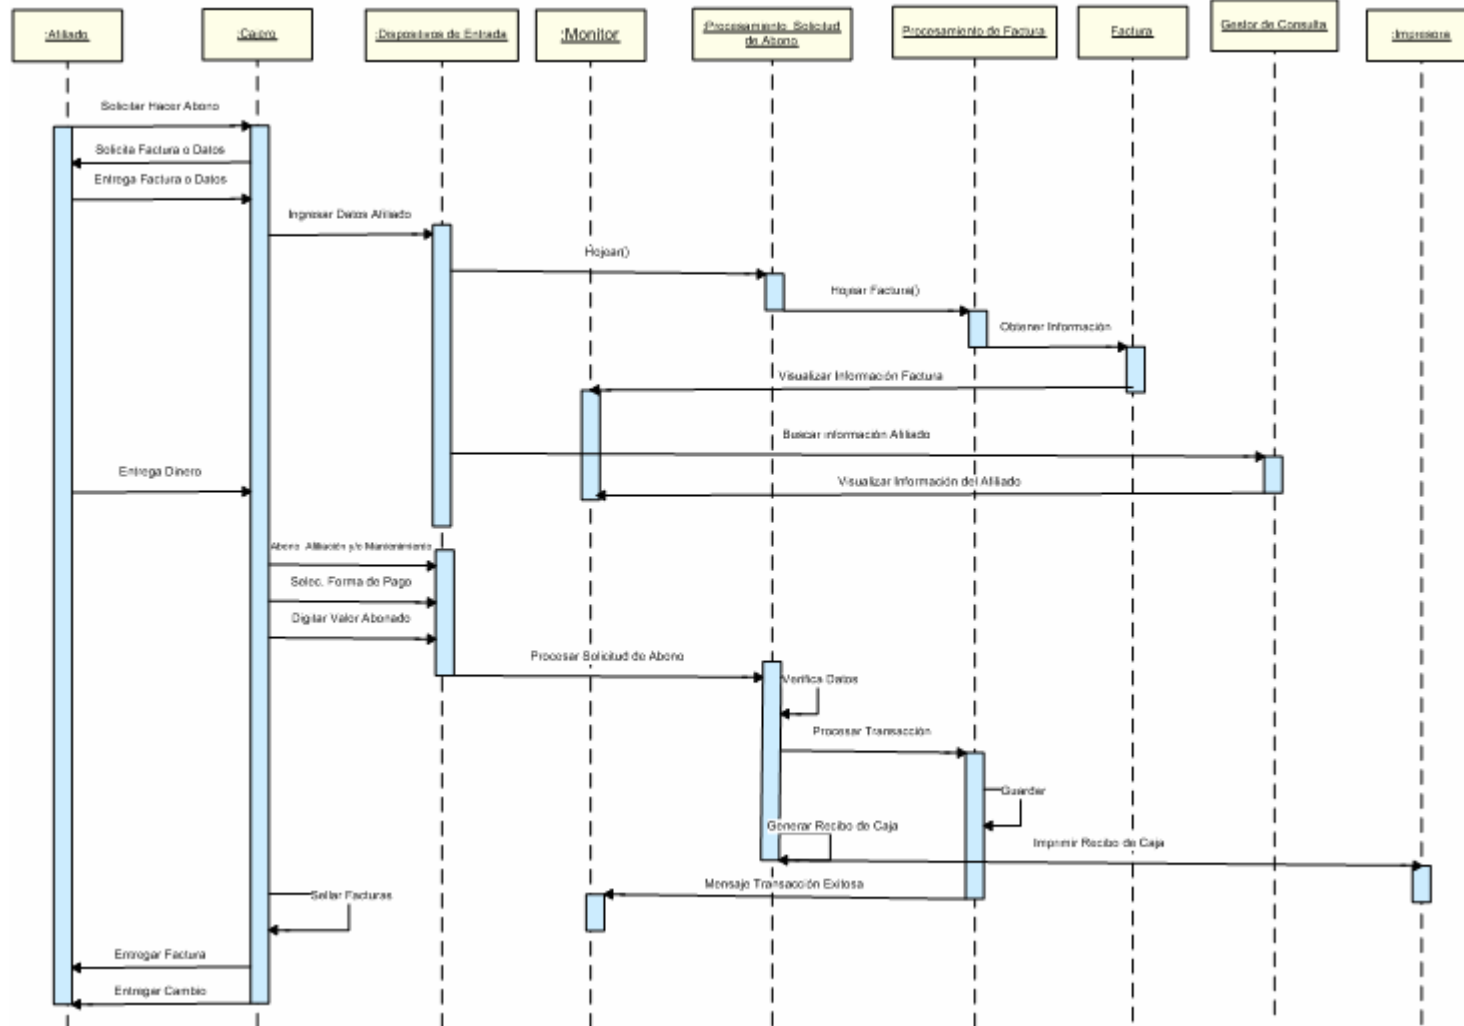 :Afiliado
:Cajero
:Dispositivos de Entrada
:Monitor
:Procesamiento Solicitud
de Abono
Procesamiento de Factura
Factura
Gestor de Consulta
:Impresora
Solicitar Hacer Abono
Solicita Factura o Datos
Entrega Factura o Datos
Ingresar Datos Afiliado
Hojear()
Hojear Factura()
Obtener Información
Visualizar Información Factura
Buscar información Afiliado
Entrega Dinero
Visualizar Información del Afiliado
Abono Afiliación y/o Mantenimiento
Selec. Forma de Pago
Digitar Valor Abonado
Procesar Solicitud de Abono
Verifica Datos
Procesar Transacción
Guardar
Generar Recibo de Caja
Imprimir Recibo de Caja
Mensaje Transacción Exitosa
Sellar Facturas
Entregar Factura
Entregar Cambio